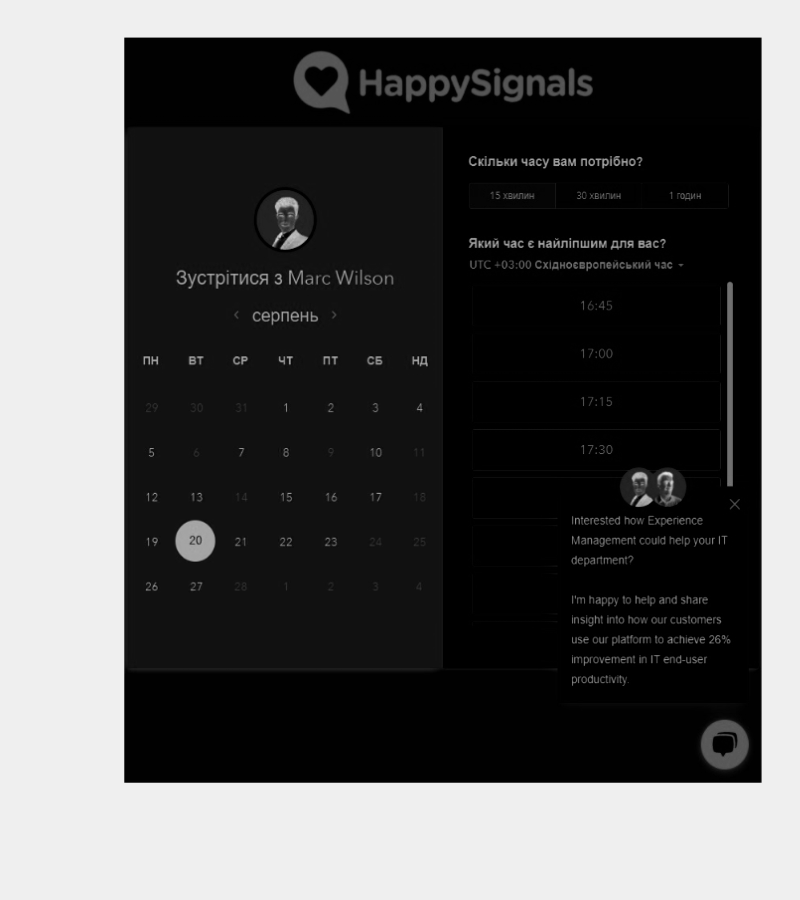 HappySignals
Зустрітися з Marc Wilson
серпень
ПН ВТ СР ЧТ ПТ СБ НД
29 30 31 1 2 3 4
5 6 7 8 9 10 11
12 13 14 15 16 17 18
19 20 21 22 23 24 25
26 27 28 1 2 3 4
Скільки часу вам потрібно?
15 хвилин 30 хвилин 1 годин
Який час є найліпшим для вас?
UTC +03:00 Східноєвропейський час
16:45
17:00
17:15
17:30
Interested how Experience
Management could help your IT
department?
I'm happy to help and share
insight into how our customers
use our platform to achieve 26%
improvement in IT end-user
productivity.